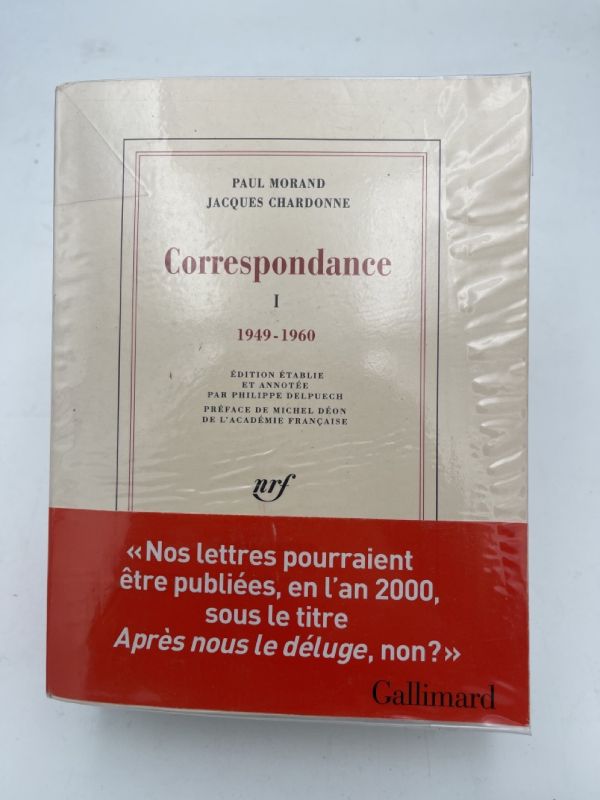 PAUL MORAND
JACQUES CHARDONNE
Correspondance
I
1949-1960
ÉDITION ÉTABLIE
ET ANNOTÉE
PAR PHILIPPE DELPUECH
PRÉFACE DE MICHEL DÉON
DE L'ACADÉMIE FRANÇAISE
nrf
«Nos lettres pourraient
être publiées, en l'an 2000,
sous le titre
Après nous le déluge, non?»
Gallimard